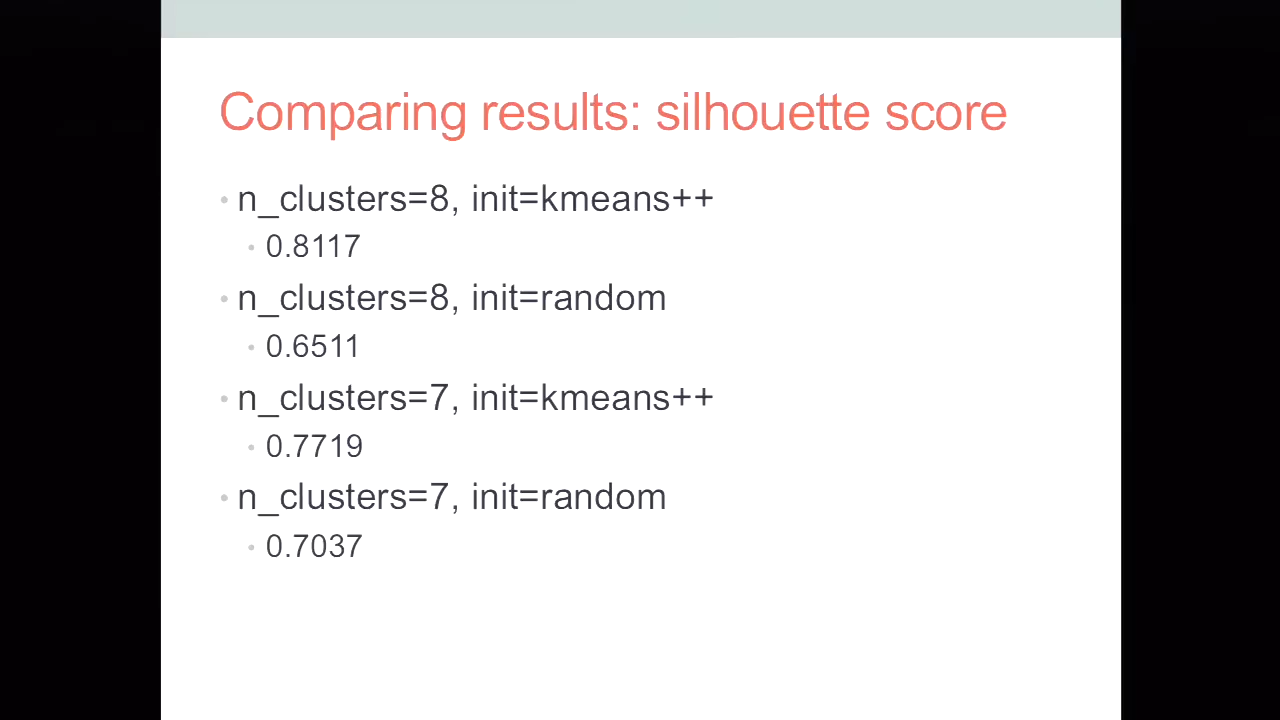 Comparing results: silhouette score
• n_clusters=8, init=kmeans++
• 0.8117
• n_clusters=8, init=random
• 0.6511
• n_clusters=7, init=kmeans++
• 0.7719
• n_clusters=7, init=random
• 0.7037